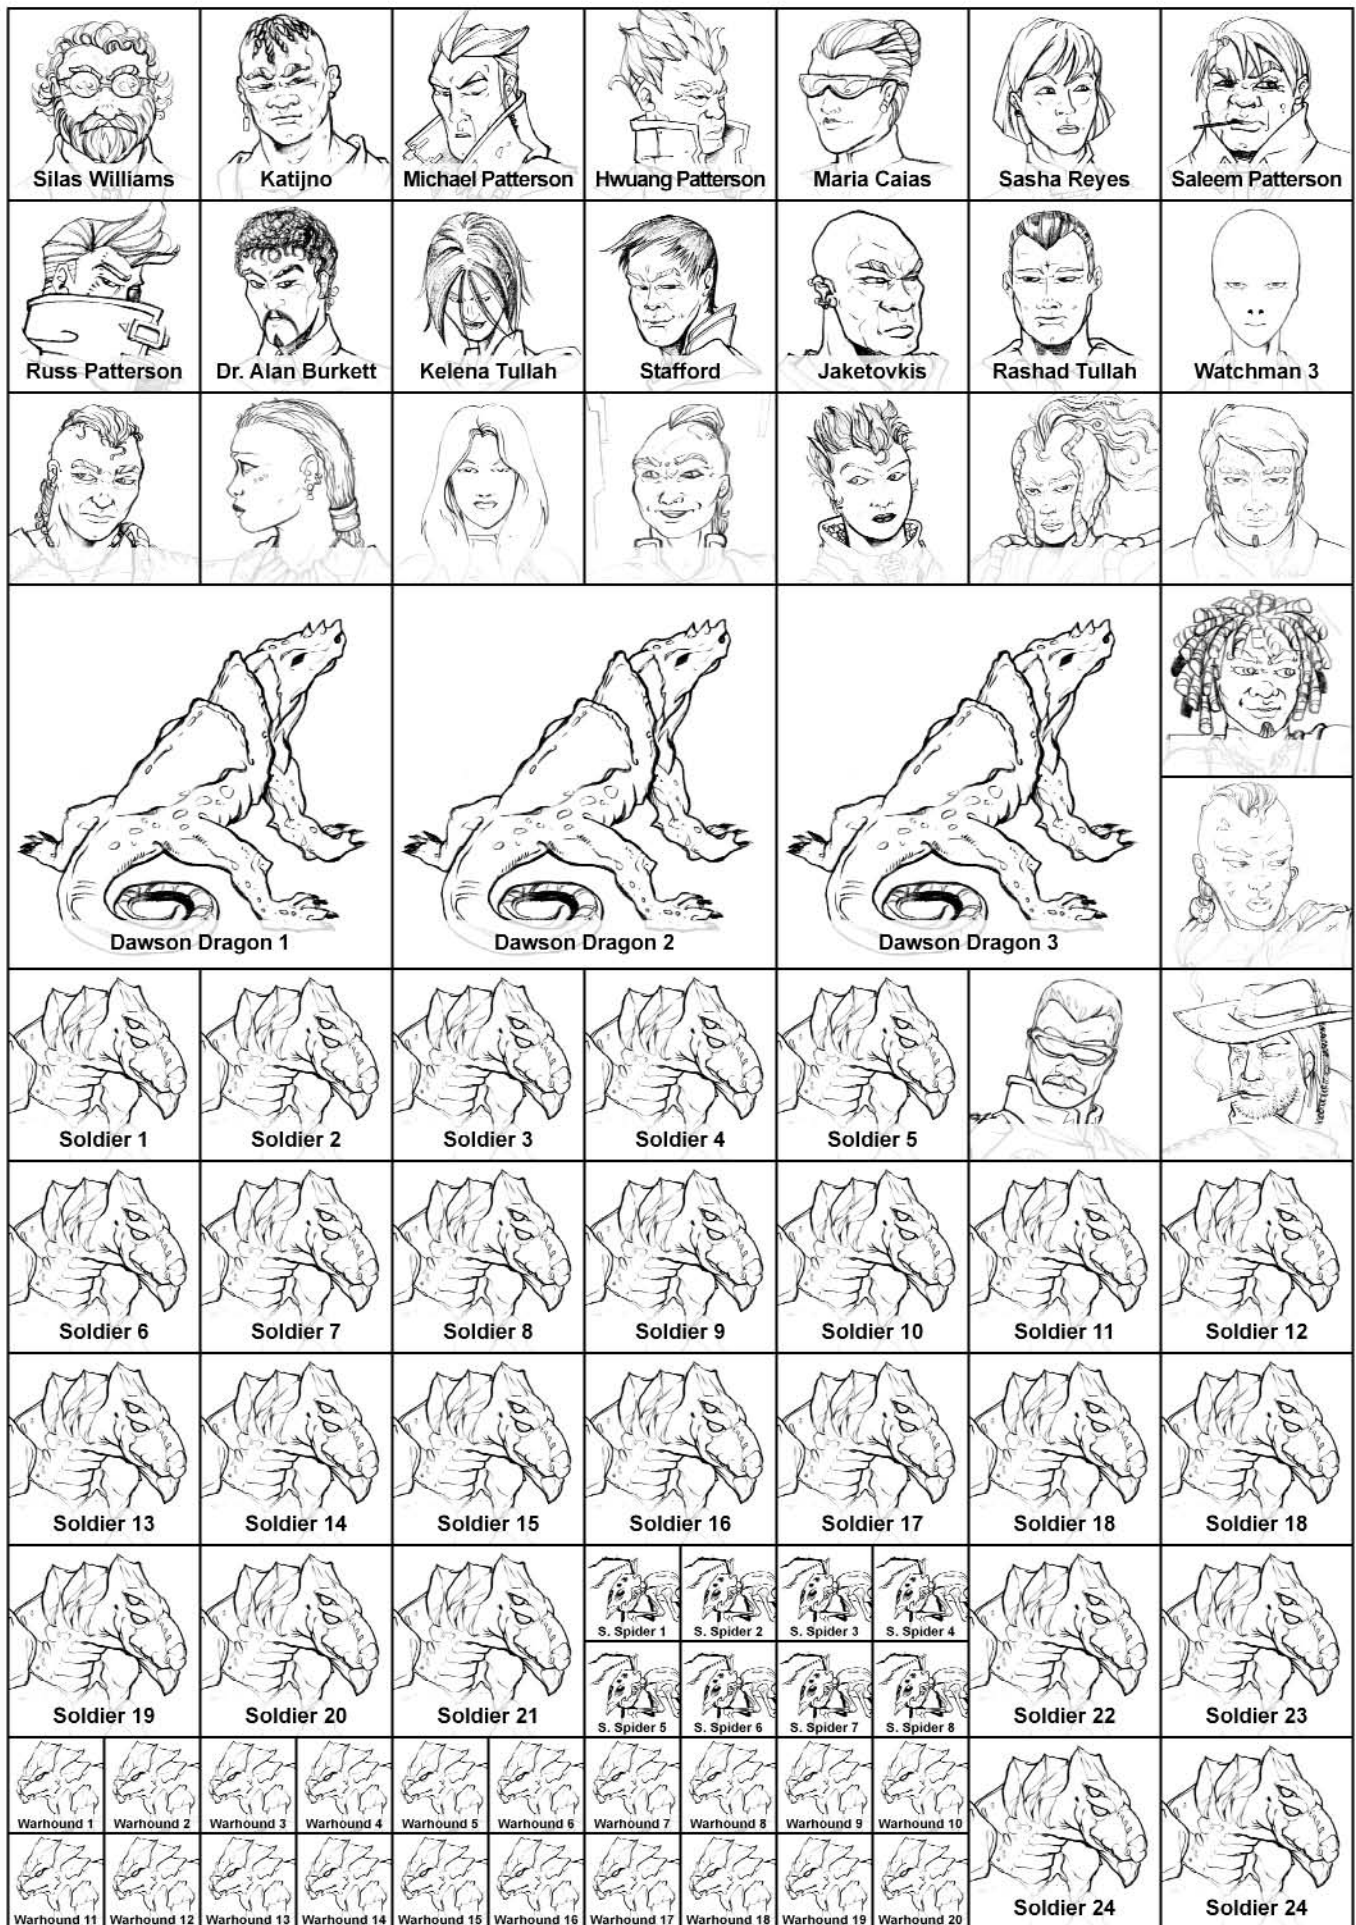 Silas Williams
Katijno
Michael Patterson
Hwuang Patterson
Maria Caias
Sasha Reyes
Saleem Patterson
Russ Patterson
Dr. Alan Burkett
Kelena Tullah
Stafford
Jaketovkis
Rashad Tullah
Watchman 3
Dawson Dragon 1
Dawson Dragon 2
Dawson Dragon 3
Soldier 1
Soldier 2
Soldier 3
Soldier 4
Soldier 5
Soldier 6
Soldier 7
Soldier 8
Soldier 9
Soldier 10
Soldier 11
Soldier 12
Soldier 13
Soldier 14
Soldier 15
Soldier 16
Soldier 17
Soldier 18
Soldier 18
Soldier 19
Soldier 20
Soldier 21
S. Spider 1
S. Spider 2
S. Spider 3
S. Spider 4
S. Spider 5
S. Spider 6
S. Spider 7
S. Spider 8
Soldier 22
Soldier 23
Warhound 1
Warhound 2
Warhound 3
Warhound 4
Warhound 5
Warhound 6
Warhound 7
Warhound 8
Warhound 9
Warhound 10
Warhound 11
Warhound 12
Warhound 13
Warhound 14
Warhound 15
Warhound 16
Warhound 17
Warhound 18
Warhound 19
Warhound 20
Soldier 24
Soldier 24